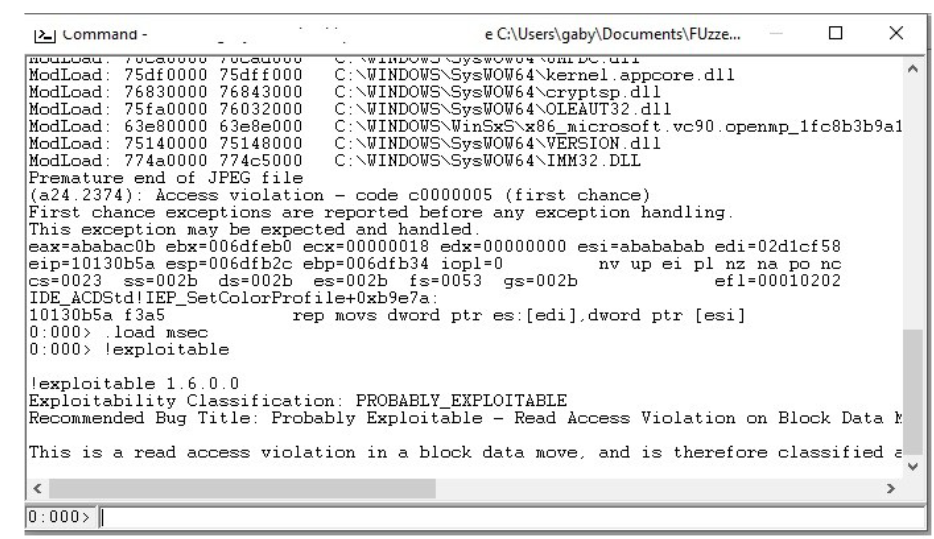 Command - e C:\Users\gaby\Documents\FUzze...
ModLoad:
ModLoad: 75df0000 75dff000 C:\WINDOWS\SysWOW64\kernel.appcore.dll
ModLoad: 76830000 76843000 C:\WINDOWS\SysWOW64\cryptsp.dll
ModLoad: 75fa0000 76032000 C:\WINDOWS\SysWOW64\OLEAUT32.dll
ModLoad: 63e80000 63e8e000 C:\WINDOWS\WinSxS\x86_microsoft.vc90.openmp_1fc8b3b9a1
ModLoad: 75140000 75148000 C:\WINDOWS\SysWOW64\VERSION.dll
ModLoad: 774a0000 774c5000 C:\WINDOWS\SysWOW64\IMM32.DLL
Premature end of JPEG file
(a24.2374): Access violation - code c0000005 (first chance)
First chance exceptions are reported before any exception handling.
This exception may be expected and handled.
eax=ababac0b ebx=006dfeb0 ecx=00000018 edx=00000000 esi=abababab edi=02d1cf58
eip=10130b5a esp=006dfb2c ebp=006dfb34 iopl=0 nv up ei pl nz na po nc
cs=0023 ss=002b ds=002b es=002b fs=0053 gs=002b efl=00010202
IDE_ACDStd!IEP_SetColorProfile+0xb9e7a:
10130b5a f3a5 rep movs dword ptr es:[edi],dword ptr [esi]
0:000> .load msec
0:000> !exploitable
!exploitable 1.6.0.0
Exploitability Classification: PROBABLY_EXPLOITABLE
Recommended Bug Title: Probably Exploitable - Read Access Violation on Block Data
This is a read access violation in a block data move, and is therefore classified
0:000>